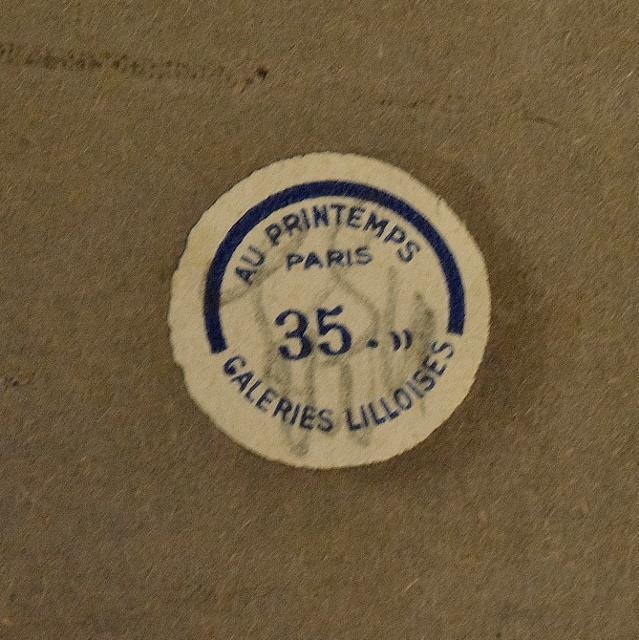 AU PRINTEMPS
PARIS
35.»
GALERIES LILLOISES